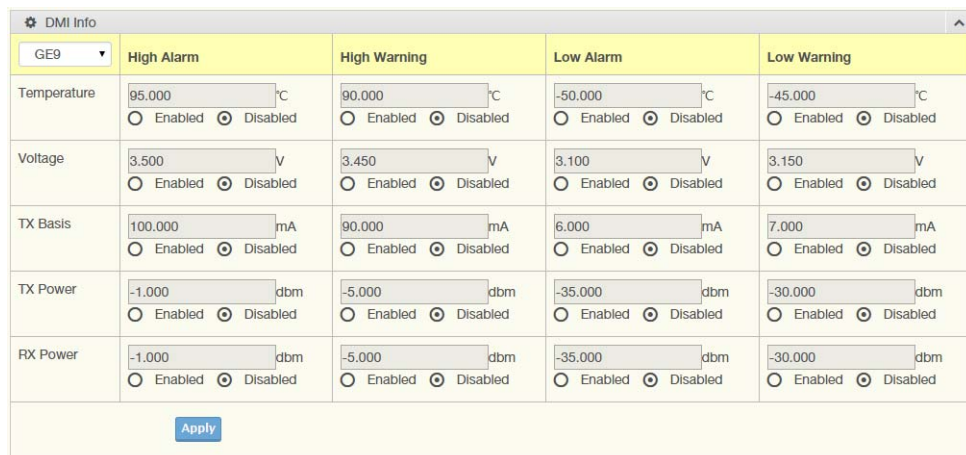 DMI Info
GE9 High Alarm High Warning Low Alarm Low Warning
Temperature 95.000 °C 90.000 °C -50.000 °C -45.000 °C
Enabled Disabled Enabled Disabled Enabled Disabled Enabled Disabled
Voltage 3.500 V 3.450 V 3.100 V 3.150 V
Enabled Disabled Enabled Disabled Enabled Disabled Enabled Disabled
TX Basis 100.000 mA 90.000 mA 6.000 mA 7.000 mA
Enabled Disabled Enabled Disabled Enabled Disabled Enabled Disabled
TX Power -1.000 dbm -5.000 dbm -35.000 dbm -30.000 dbm
Enabled Disabled Enabled Disabled Enabled Disabled Enabled Disabled
RX Power -1.000 dbm -5.000 dbm -35.000 dbm -30.000 dbm
Enabled Disabled Enabled Disabled Enabled Disabled Enabled Disabled
Apply